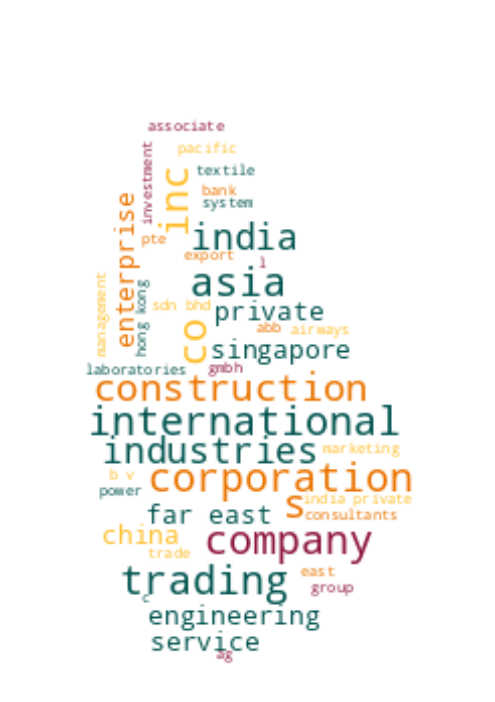 associate
pacific
investment
textile
inc
bank
system
enterprise
pte
india
export
l
asia
management
hong kong
sdn bhd
private
co
abb
airways
singapore
laboratories
gmbh
construction
international
industries
marketing
b v
corporation
power
s
india private
far east
consultants
china
company
trade
trading
east
group
c
engineering
service
ag